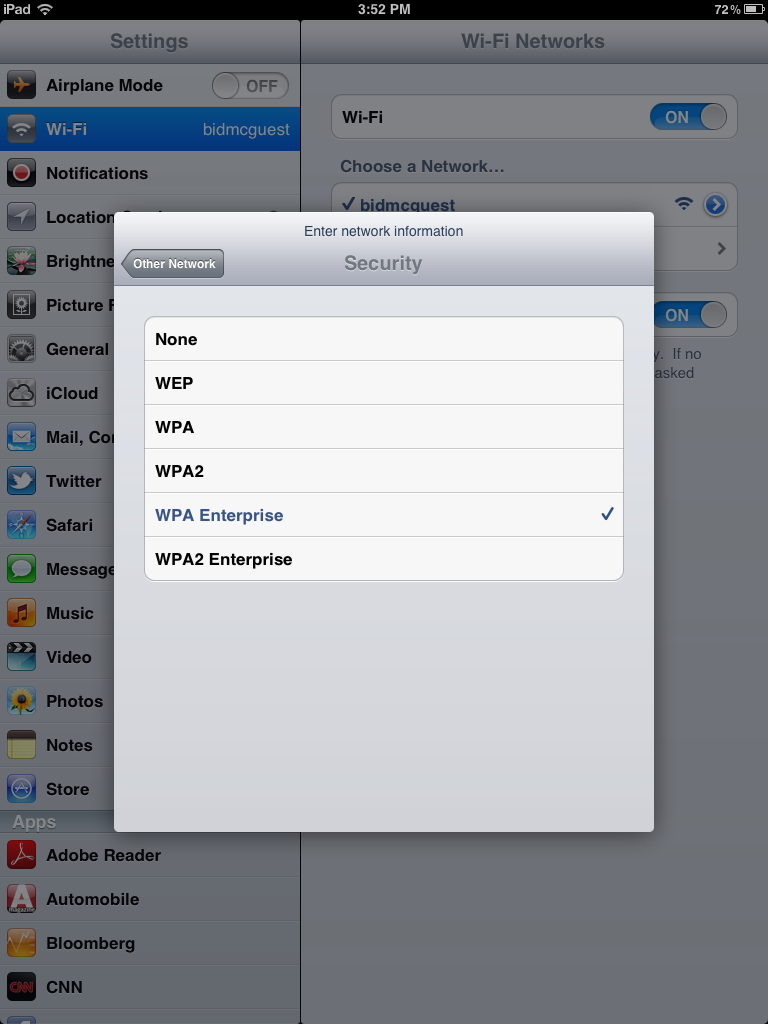 iPad
3:52 PM
72%
Settings
Wi-Fi Networks
Airplane Mode
OFF
Wi-Fi
bidmcguest
Notifications
Location
Brightne
Picture F
General
iCloud
Mail, Co
Twitter
Safari
Message
Music
Video
Photos
Notes
Store
Apps
Adobe Reader
Automobile
Bloomberg
CNN
Wi-Fi
ON
Choose a Network...
✓ bidmcguest
ON
y. If no
asked
Enter network information
Other Network
Security
None
WEP
WPA
WPA2
WPA Enterprise ✓
WPA2 Enterprise